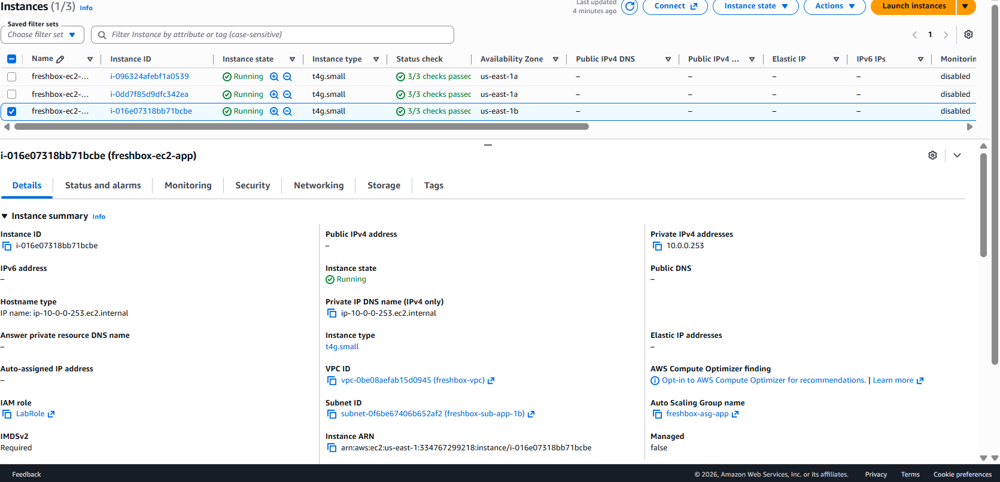 Instances (1/3) Info
Last updated
4 minutes ago
Connect
Instance state
Actions
Launch instances
Saved filter sets
Choose filter set
Filter Instance by attribute or tag (case-sensitive)
1
Name Instance ID Instance state Instance type Status check Availability Zone Public IPv4 DNS Public IPv4 ... Elastic IP IPv6 IPs Monitorin
freshbox-ec2-... i-096324afebf1a0539 Running t4g.small 3/3 checks passec us-east-1a – – – – disabled
freshbox-ec2-... i-0dd7f85d9dfc342ea Running t4g.small 3/3 checks passec us-east-1a – – – – disabled
freshbox-ec2-... i-016e07318bb71bcbe Running t4g.small 3/3 checks passec us-east-1b – – – – disabled
i-016e07318bb71bcbe (freshbox-ec2-app)
Details Status and alarms Monitoring Security Networking Storage Tags
Instance summary Info
Instance ID
i-016e07318bb71bcbe
Public IPv4 address
–
Private IPv4 addresses
10.0.0.253
IPv6 address
–
Instance state
Running
Public DNS
–
Hostname type
IP name: ip-10-0-0-253.ec2.internal
Private IP DNS name (IPv4 only)
ip-10-0-0-253.ec2.internal
Answer private resource DNS name
–
Instance type
t4g.small
Elastic IP addresses
–
Auto-assigned IP address
–
VPC ID
vpc-0be08aefab15d0945 (freshbox-vpc)
AWS Compute Optimizer finding
Opt-in to AWS Compute Optimizer for recommendations. | Learn more
IAM role
LabRole
Subnet ID
subnet-0f6be67406b652af2 (freshbox-sub-app-1b)
Auto Scaling Group name
freshbox-asg-app
IMDSv2
Required
Instance ARN
arn:aws:ec2:us-east-1:334767299218:instance/i-016e07318bb71bcbe
Managed
false
Feedback
© 2026, Amazon Web Services, Inc. or its affiliates. Privacy Terms Cookie preferences